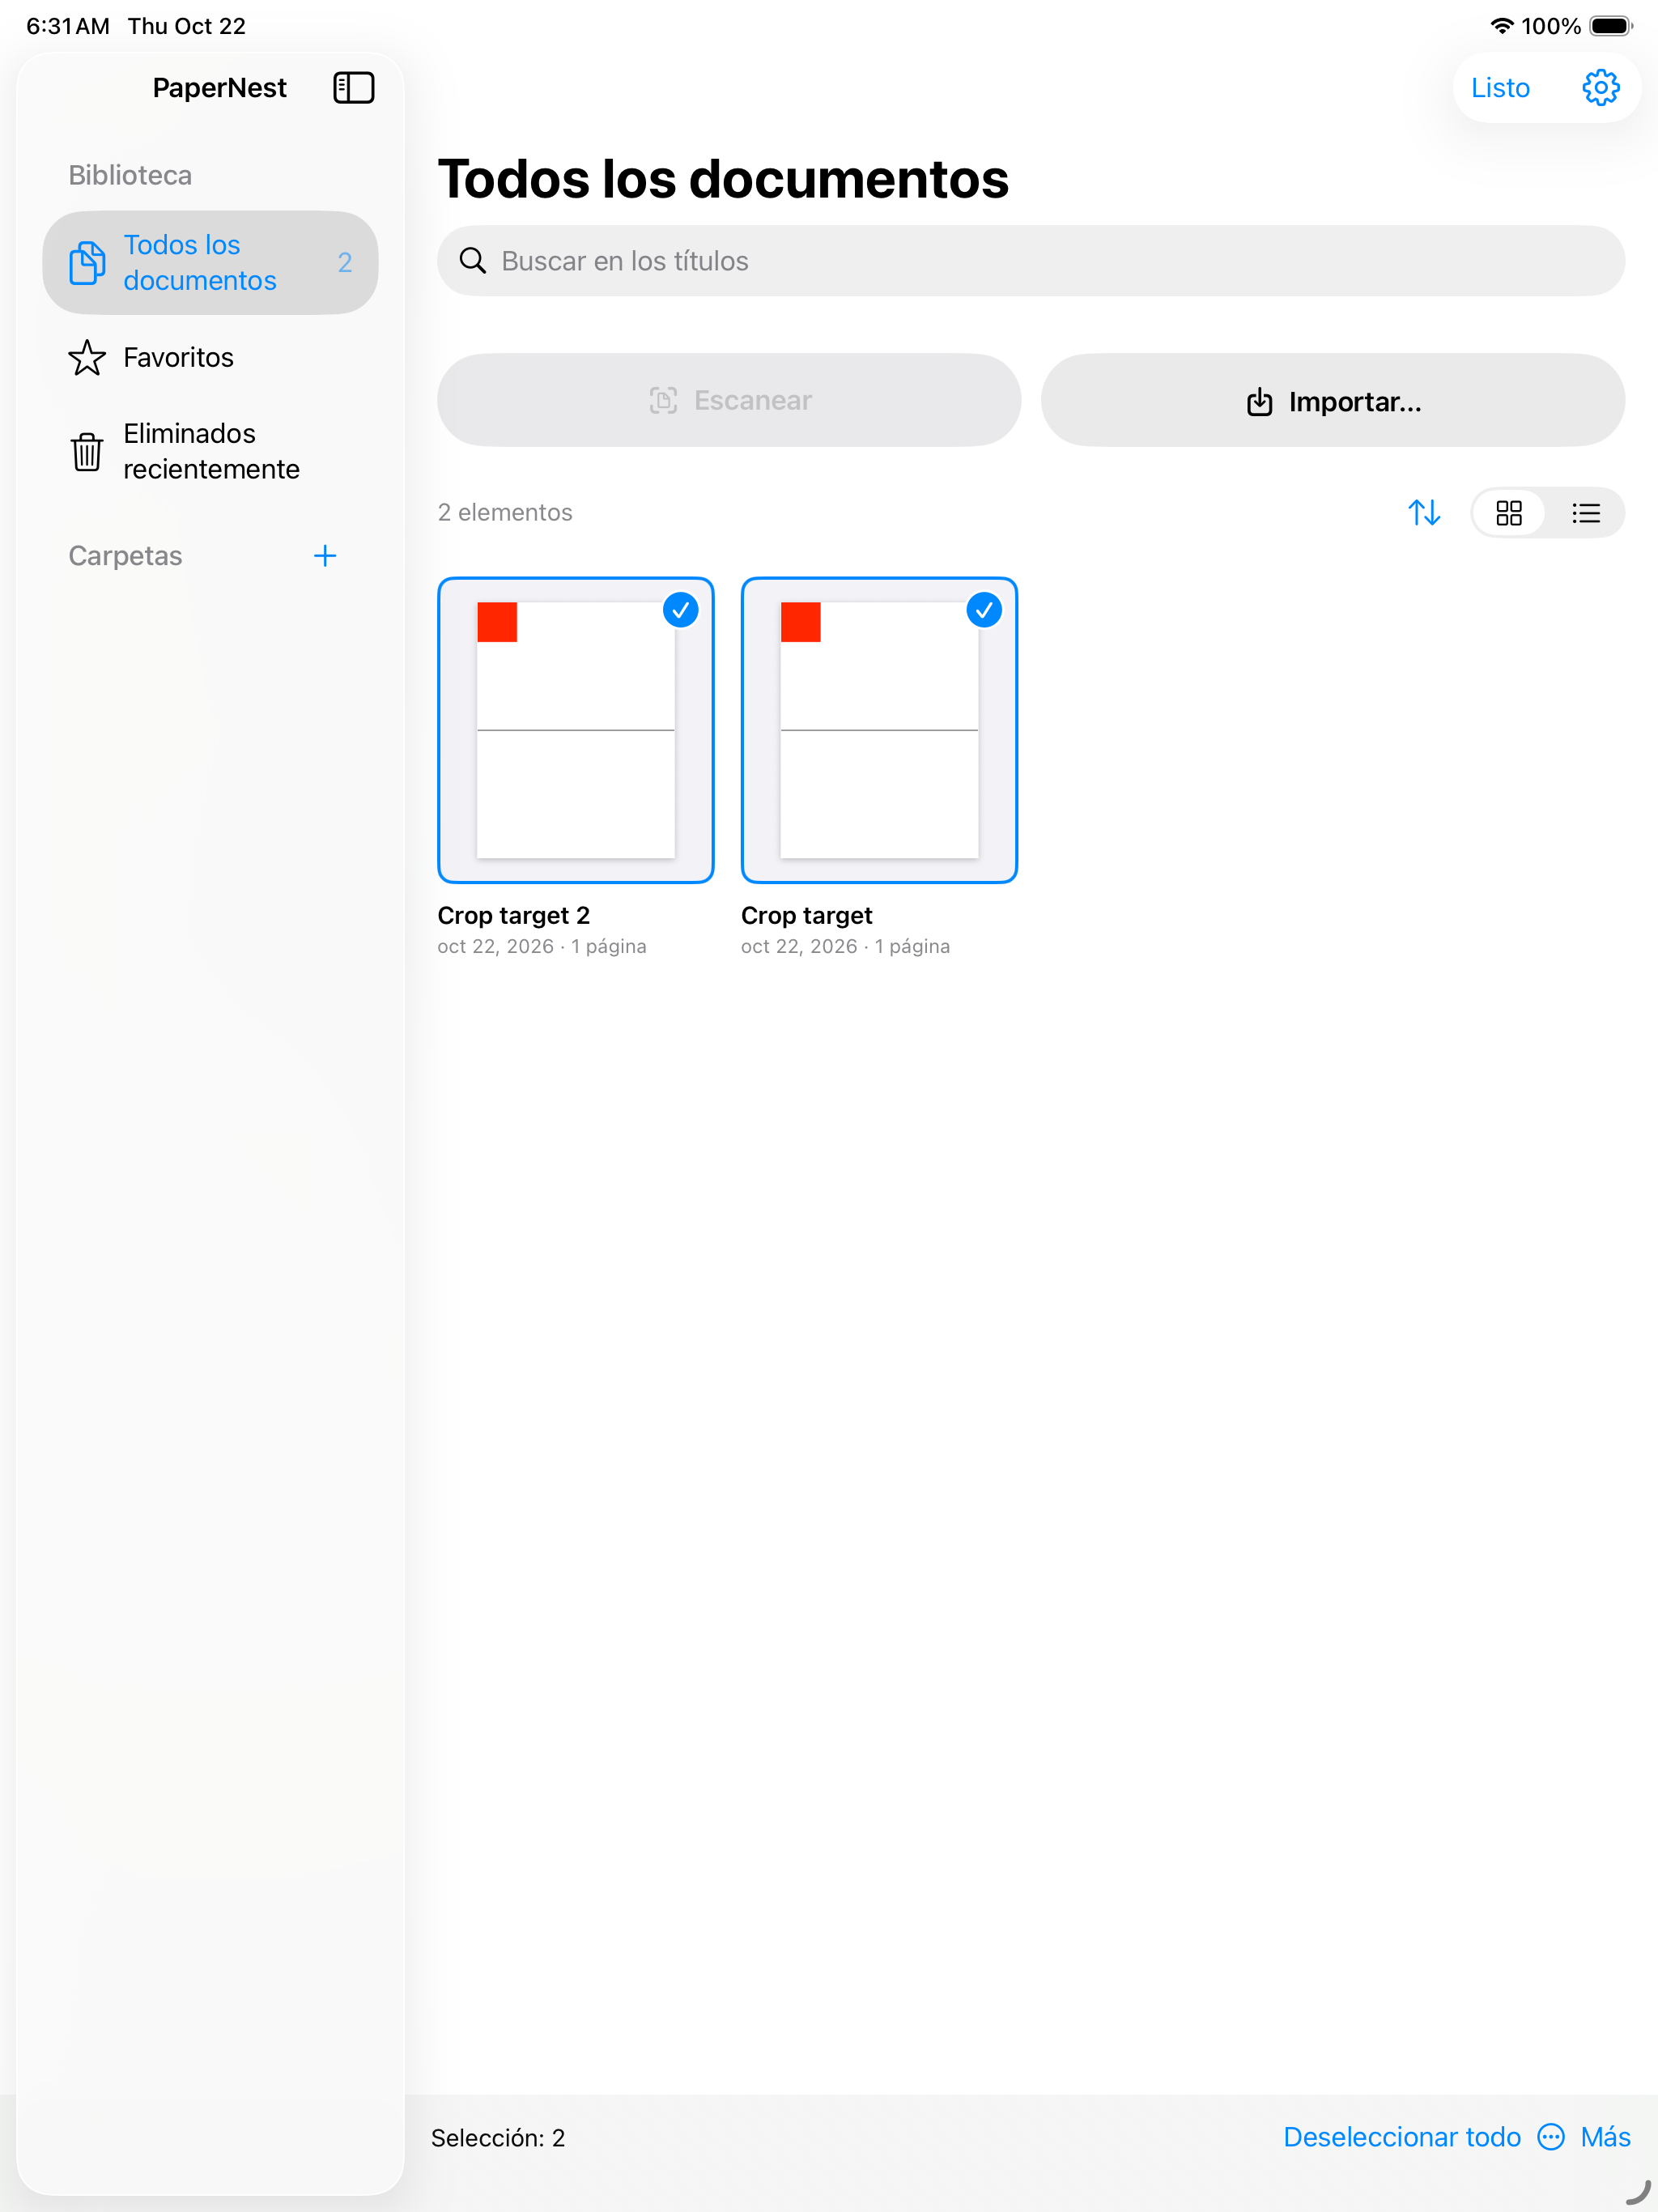 6:31 AM Thu Oct 22
100%
PaperNest
Listo
Biblioteca
Todos los
documentos
2
Favoritos
Eliminados
recientemente
Carpetas
Todos los documentos
Buscar en los títulos
Escanear
Importar...
2 elementos
Crop target 2
oct 22, 2026 · 1 página
Crop target
oct 22, 2026 · 1 página
Selección: 2
Deseleccionar todo
Más